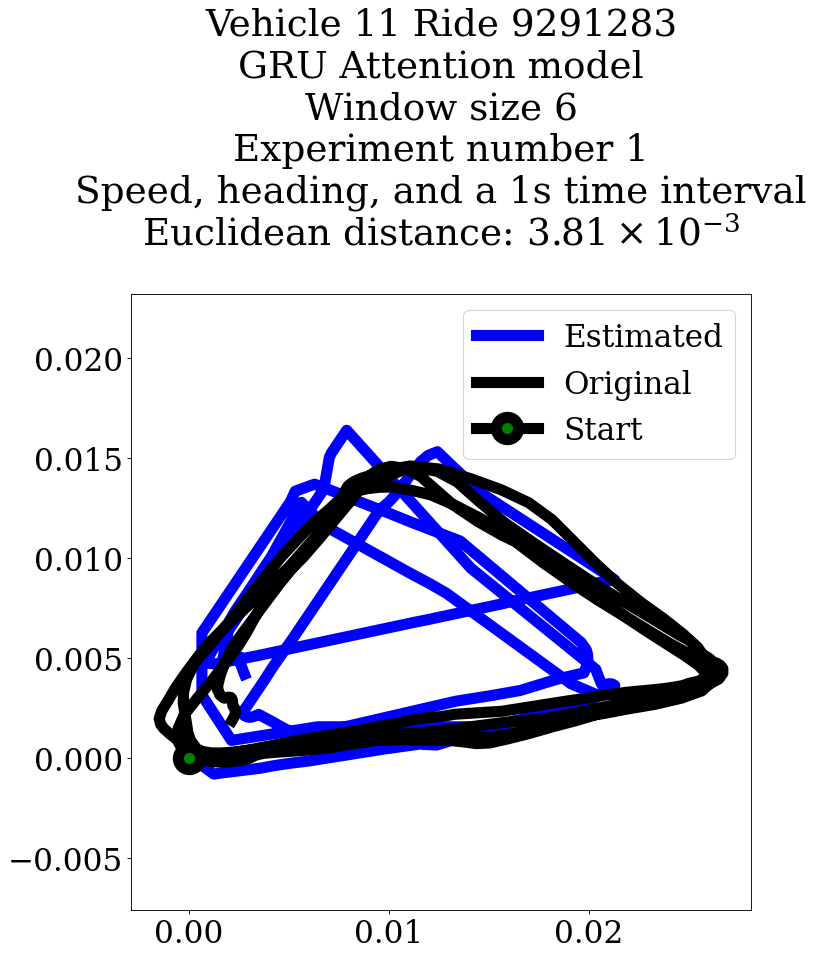 Vehicle 11 Ride 9291283
GRU Attention model
Window size 6
Experiment number 1
Speed, heading, and a 1s time interval
Euclidean distance: 3.81 × 10⁻³
Estimated
Original
Start
0.020
0.015
0.010
0.005
0.000
−0.005
0.00 0.01 0.02